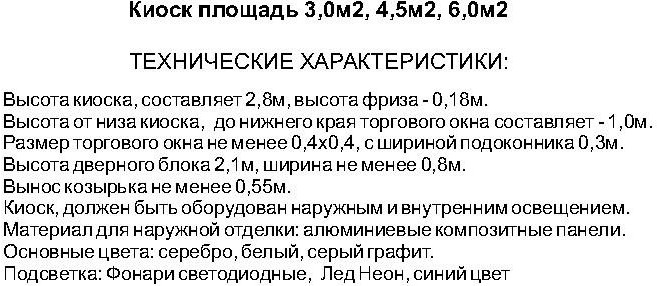 Киоск площадь 3,0м2, 4,5м2, 6,0м2
ТЕХНИЧЕСКИЕ ХАРАКТЕРИСТИКИ:
Высота киоска, составляет 2,8м, высота фриза - 0,18м.
Высота от низа киоска, до нижнего края торгового окна составляет - 1,0м.
Размер торгового окна не менее 0,4х0,4, с шириной подоконника 0,3м.
Высота дверного блока 2,1м, ширина не менее 0,8м.
Вынос козырька не менее 0,55м.
Киоск, должен быть оборудован наружным и внутренним освещением.
Материал для наружной отделки: алюминиевые композитные панели.
Основные цвета: серебро, белый, серый графит.
Подсветка: Фонари светодиодные, Лед Неон, синий цвет